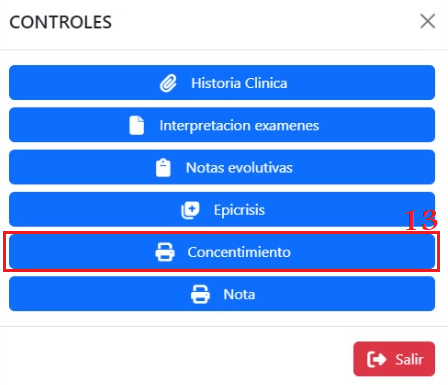 CONTROLES
Historia Clinica
Interpretacion examenes
Notas evolutivas
Epicrisis
13
Concentimiento
Nota
Salir